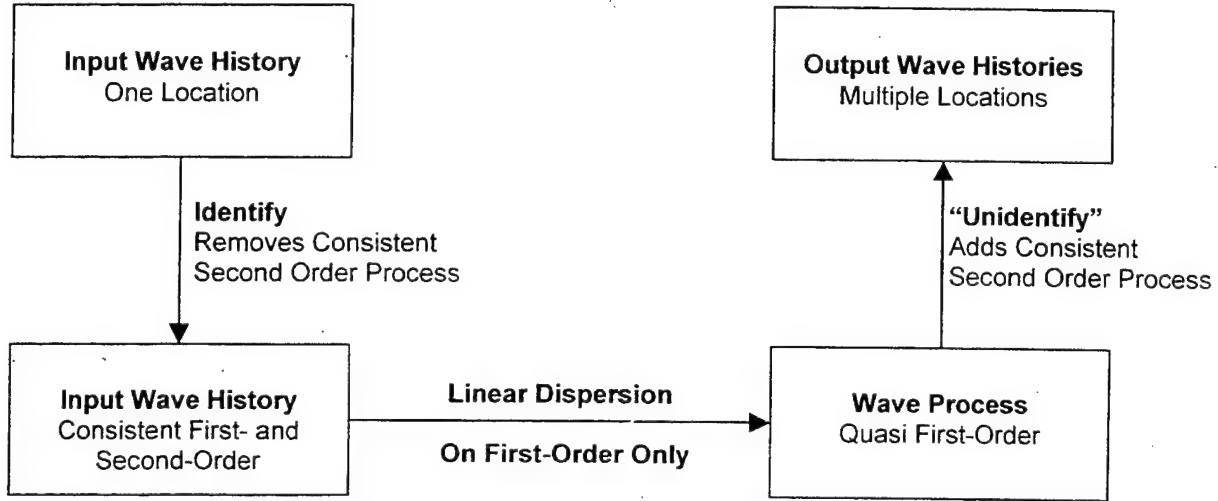 Input Wave History
One Location
Output Wave Histories
Multiple Locations
Identify
Removes Consistent
Second Order Process
“Unidentify”
Adds Consistent
Second Order Process
Input Wave History
Consistent First- and
Second-Order
Linear Dispersion
On First-Order Only
Wave Process
Quasi First-Order